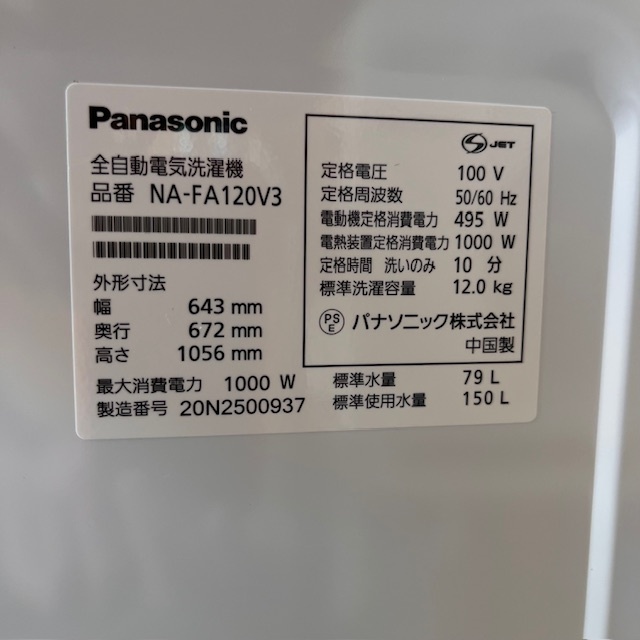 Panasonic
全自動電気洗濯機
品番 NA-FA120V3
外形寸法
幅 643 mm
奥行 672 mm
高さ 1056 mm
最大消費電力 1000 W
製造番号 20N2500937
S JET
定格電圧 100 V
定格周波数 50/60 Hz
電動機定格消費電力 495 W
電熱装置定格消費電力 1000 W
定格時間 洗いのみ 10 分
標準洗濯容量 12.0 kg
PS E パナソニック株式会社
中国製
標準水量 79 L
標準使用水量 150 L